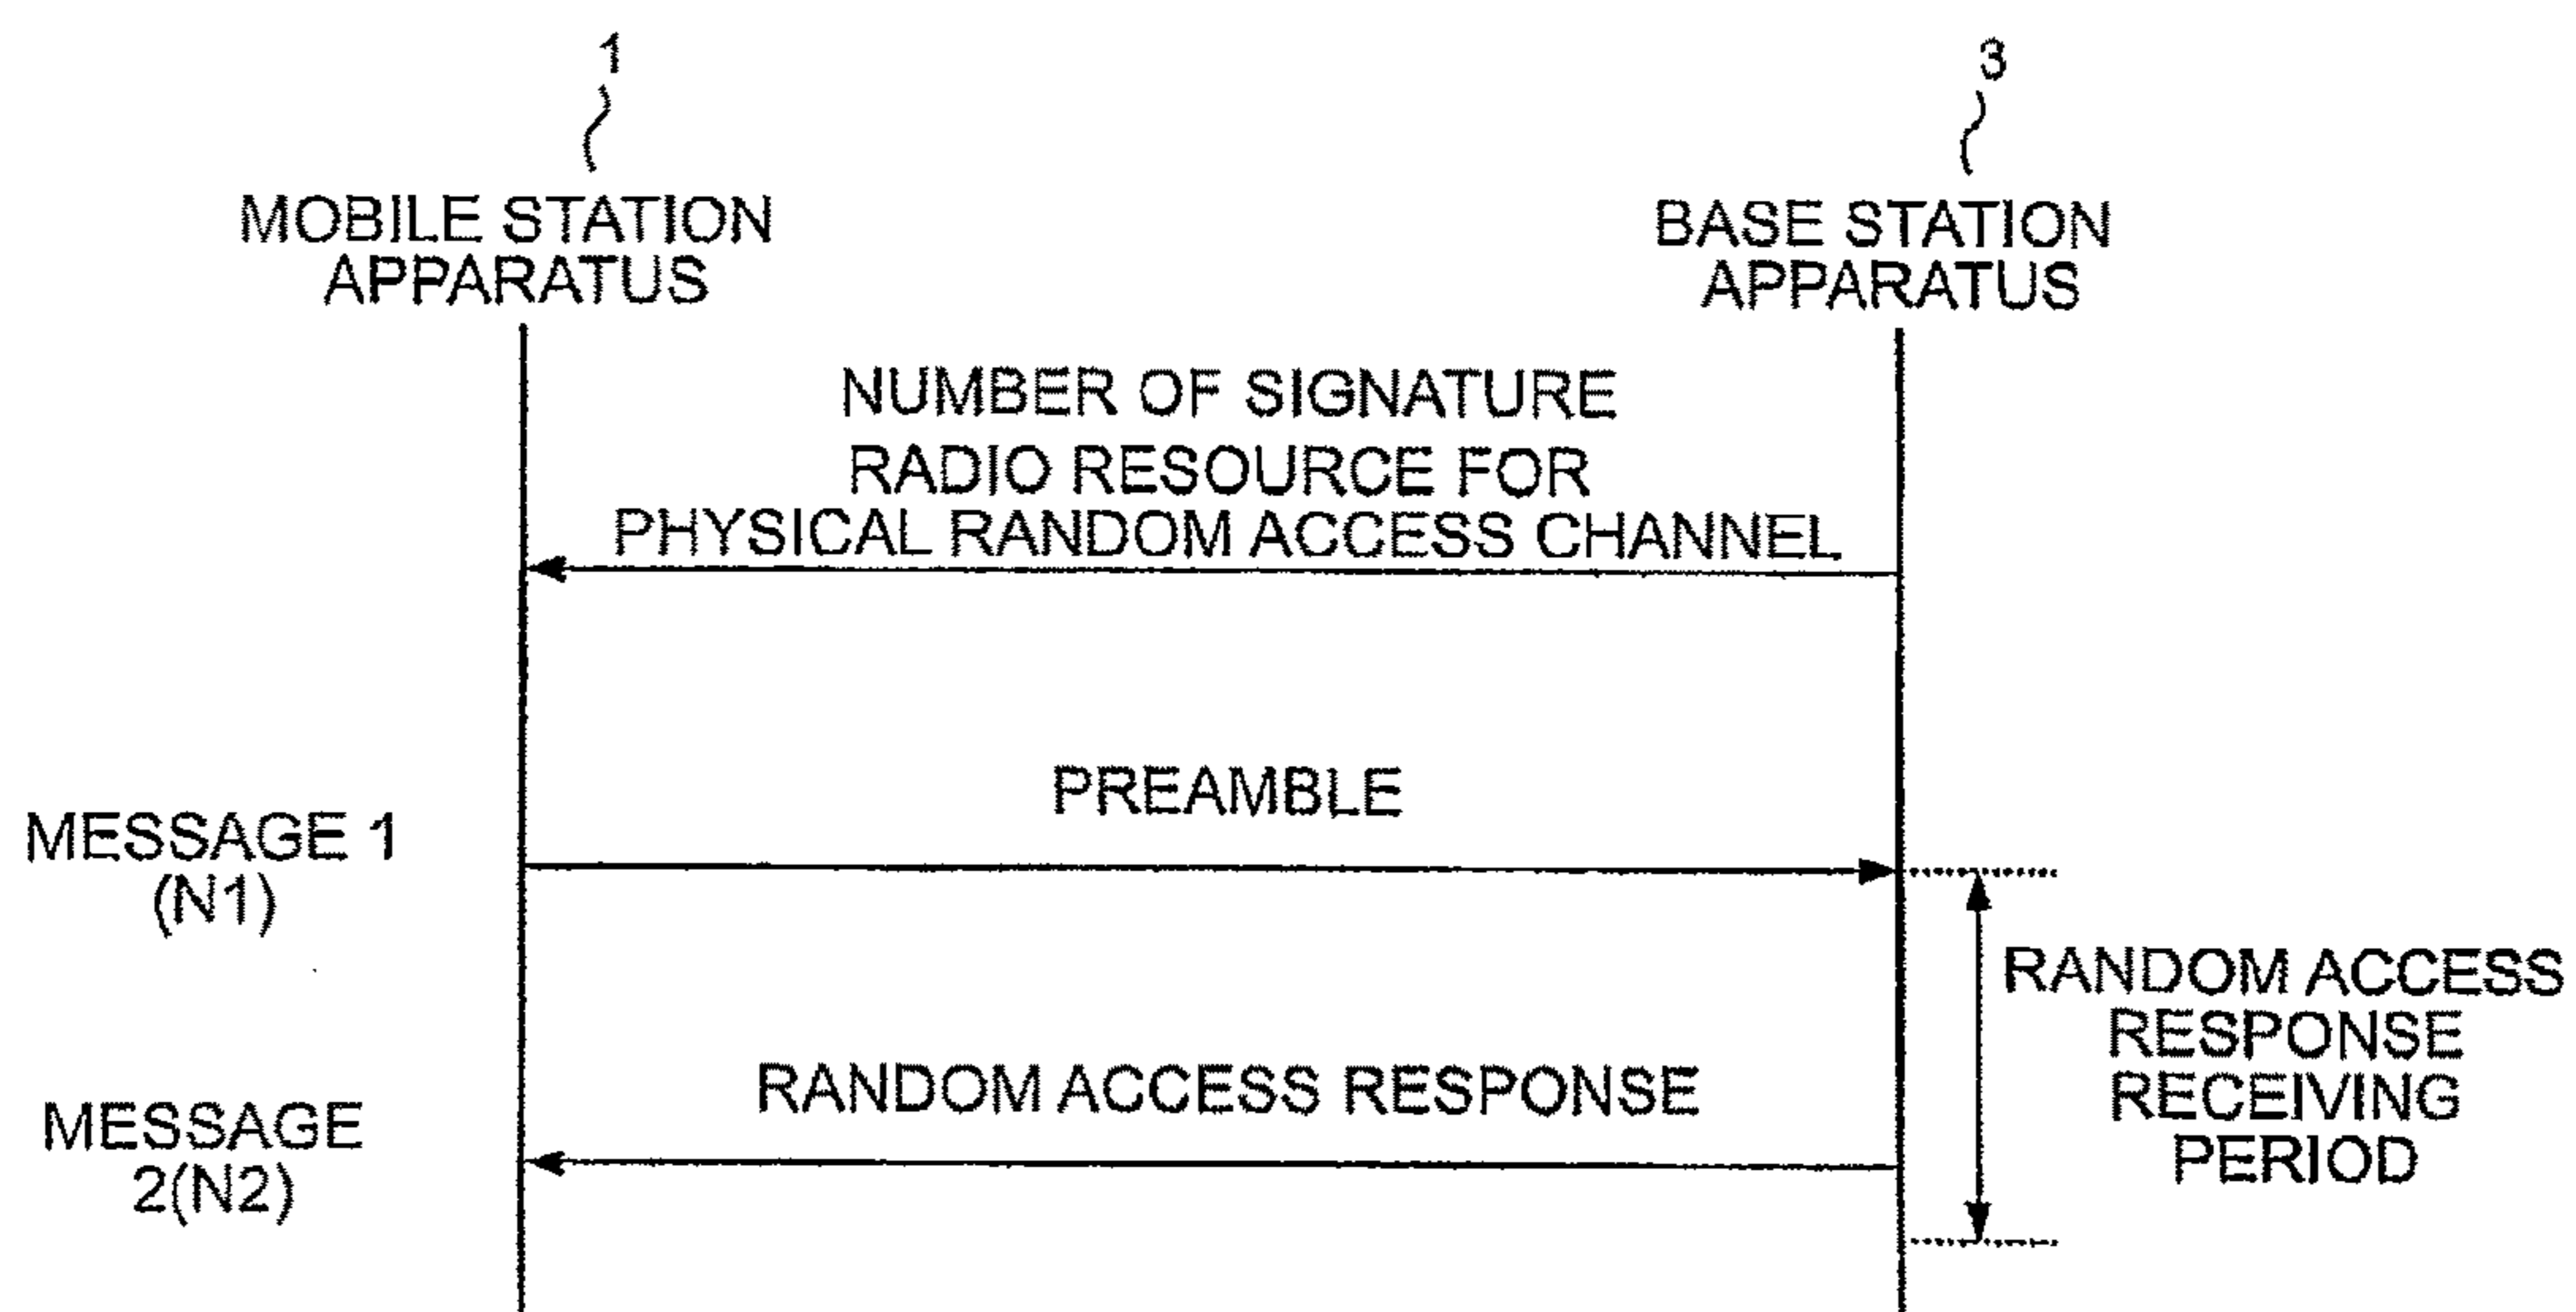 1
3
MOBILE STATION
APPARATUS
BASE STATION
APPARATUS
NUMBER OF SIGNATURE
RADIO RESOURCE FOR
PHYSICAL RANDOM ACCESS CHANNEL
PREAMBLE
MESSAGE 1
(N1)
RANDOM ACCESS
RESPONSE
RECEIVING
PERIOD
RANDOM ACCESS RESPONSE
MESSAGE
2(N2)